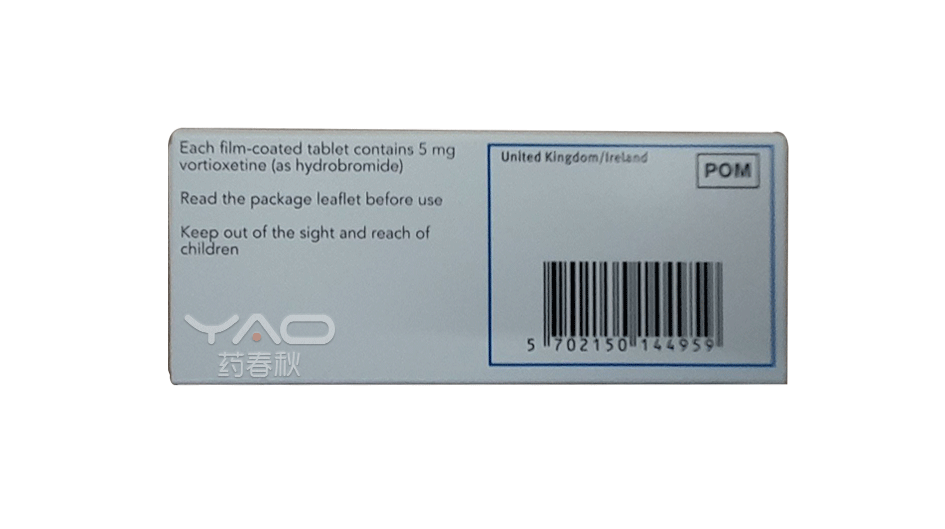 Each film-coated tablet contains 5 mg
vortioxetine (as hydrobromide)
Read the package leaflet before use
Keep out of the sight and reach of
children
United Kingdom/Ireland
POM
5 702150 144959
YAO
药春秋